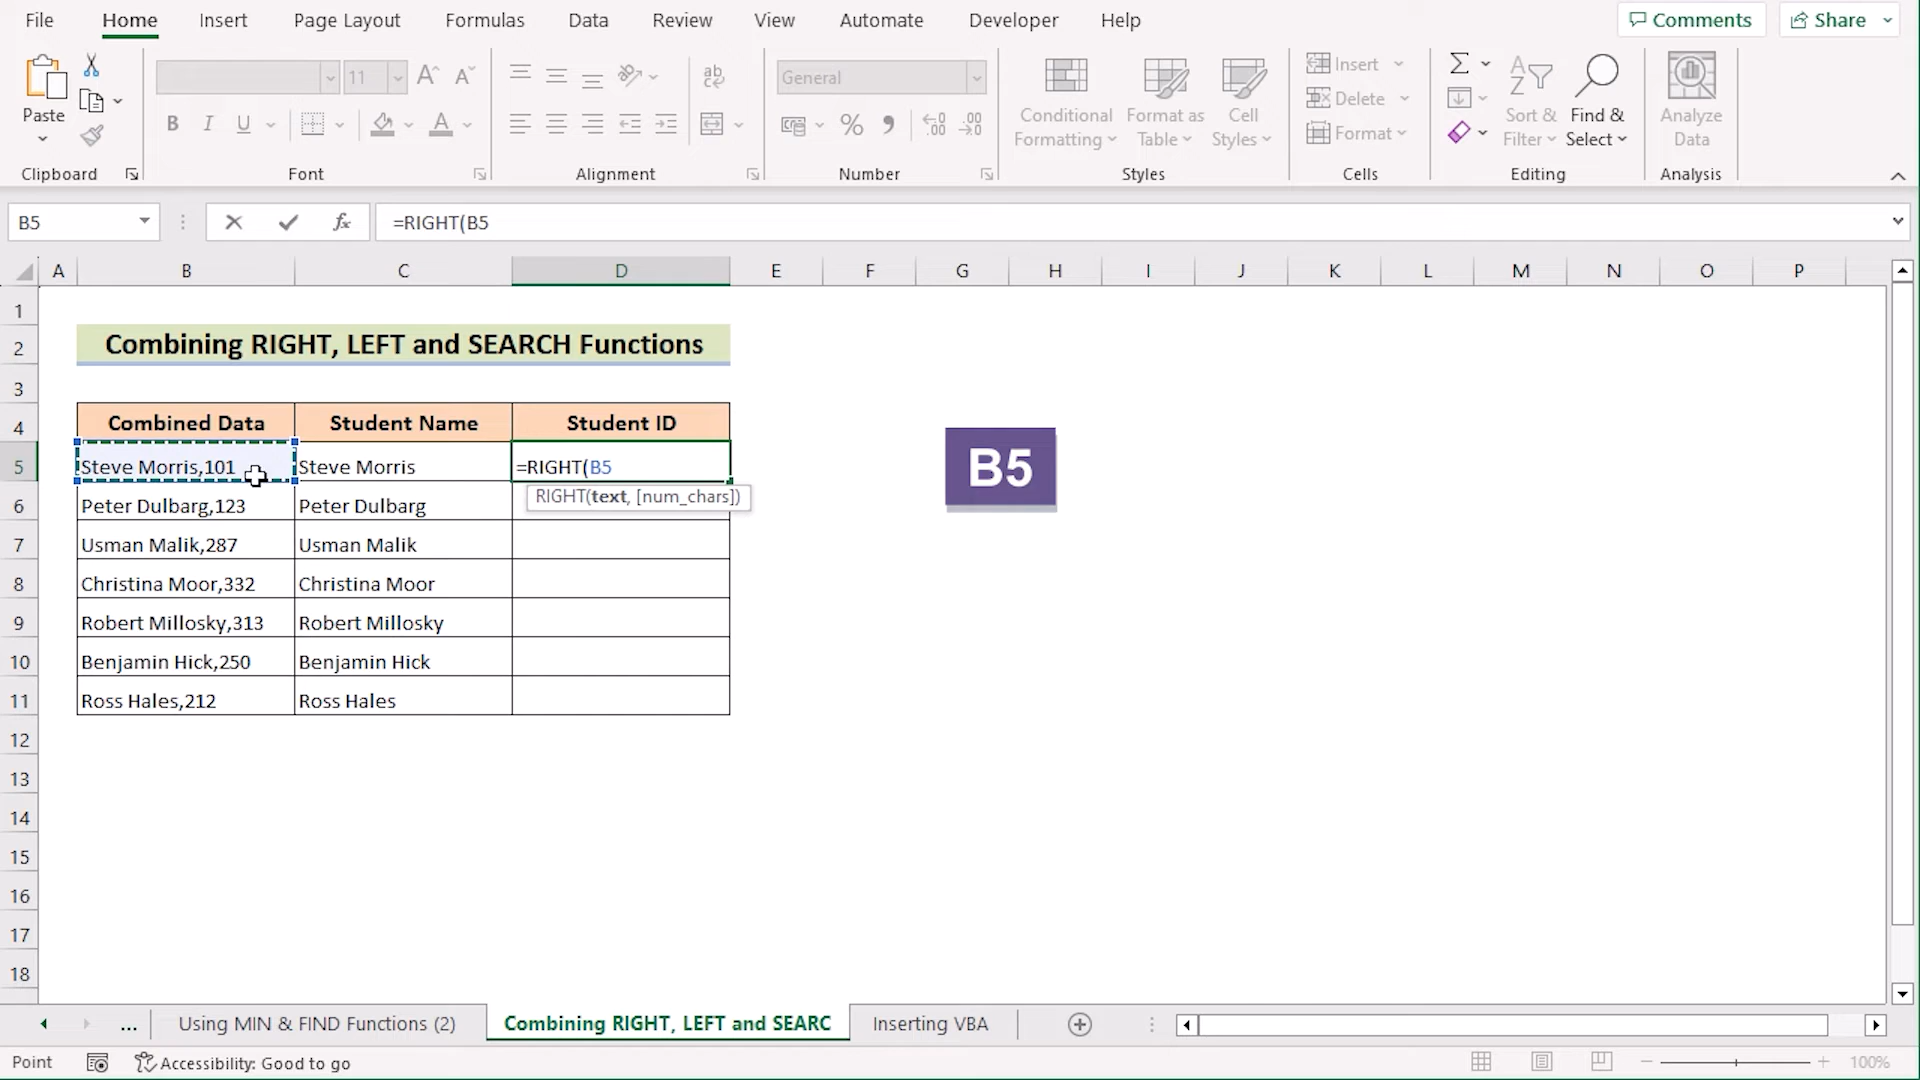 File Home Insert Page Layout Formulas Data Review View Automate Developer Help Comments Share
Paste
Clipboard
11
B I U
Font
ab
Alignment
General
Number
Conditional Formatting
Format as Table
Cell Styles
Styles
Insert
Delete
Format
Cells
Sort & Filter
Find & Select
Editing
Analyze Data
Analysis
B5 fx =RIGHT(B5
A B C D E F G H I J K L M N O P
1
2 Combining RIGHT, LEFT and SEARCH Functions
3
4 Combined Data Student Name Student ID
5 Steve Morris,101 Steve Morris =RIGHT(B5
RIGHT(text, [num_chars])
B5
6 Peter Dulbarg,123 Peter Dulbarg
7 Usman Malik,287 Usman Malik
8 Christina Moor,332 Christina Moor
9 Robert Millosky,313 Robert Millosky
10 Benjamin Hick,250 Benjamin Hick
11 Ross Hales,212 Ross Hales
12
13
14
15
16
17
18
... Using MIN & FIND Functions (2) Combining RIGHT, LEFT and SEARC Inserting VBA
Point Accessibility: Good to go 100%